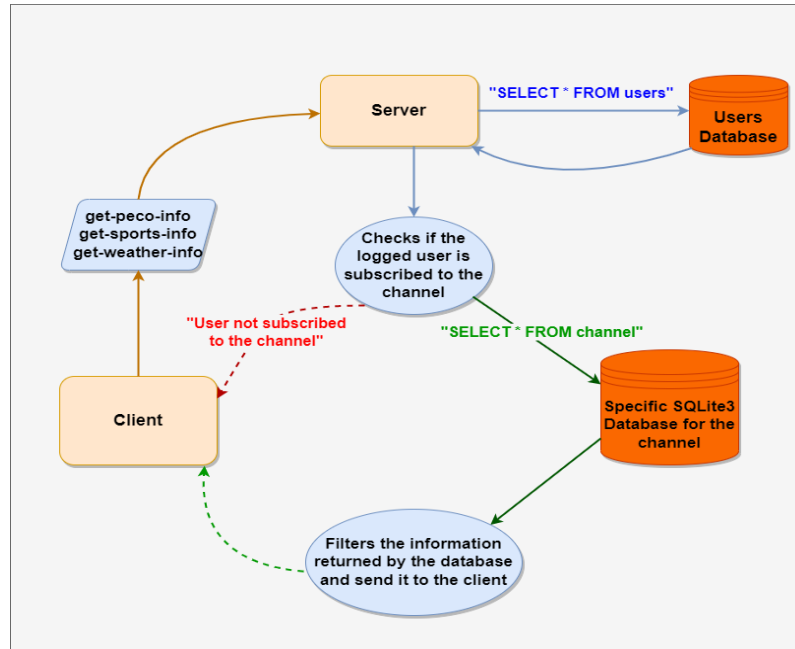 Server
"SELECT * FROM users"
Users
Database
get-peco-info
get-sports-info
get-weather-info
Checks if the
logged user is
subscribed to the
channel
"User not subscribed
to the channel"
"SELECT * FROM channel"
Client
Specific SQLite3
Database for the
channel
Filters the information
returned by the database
and send it to the client